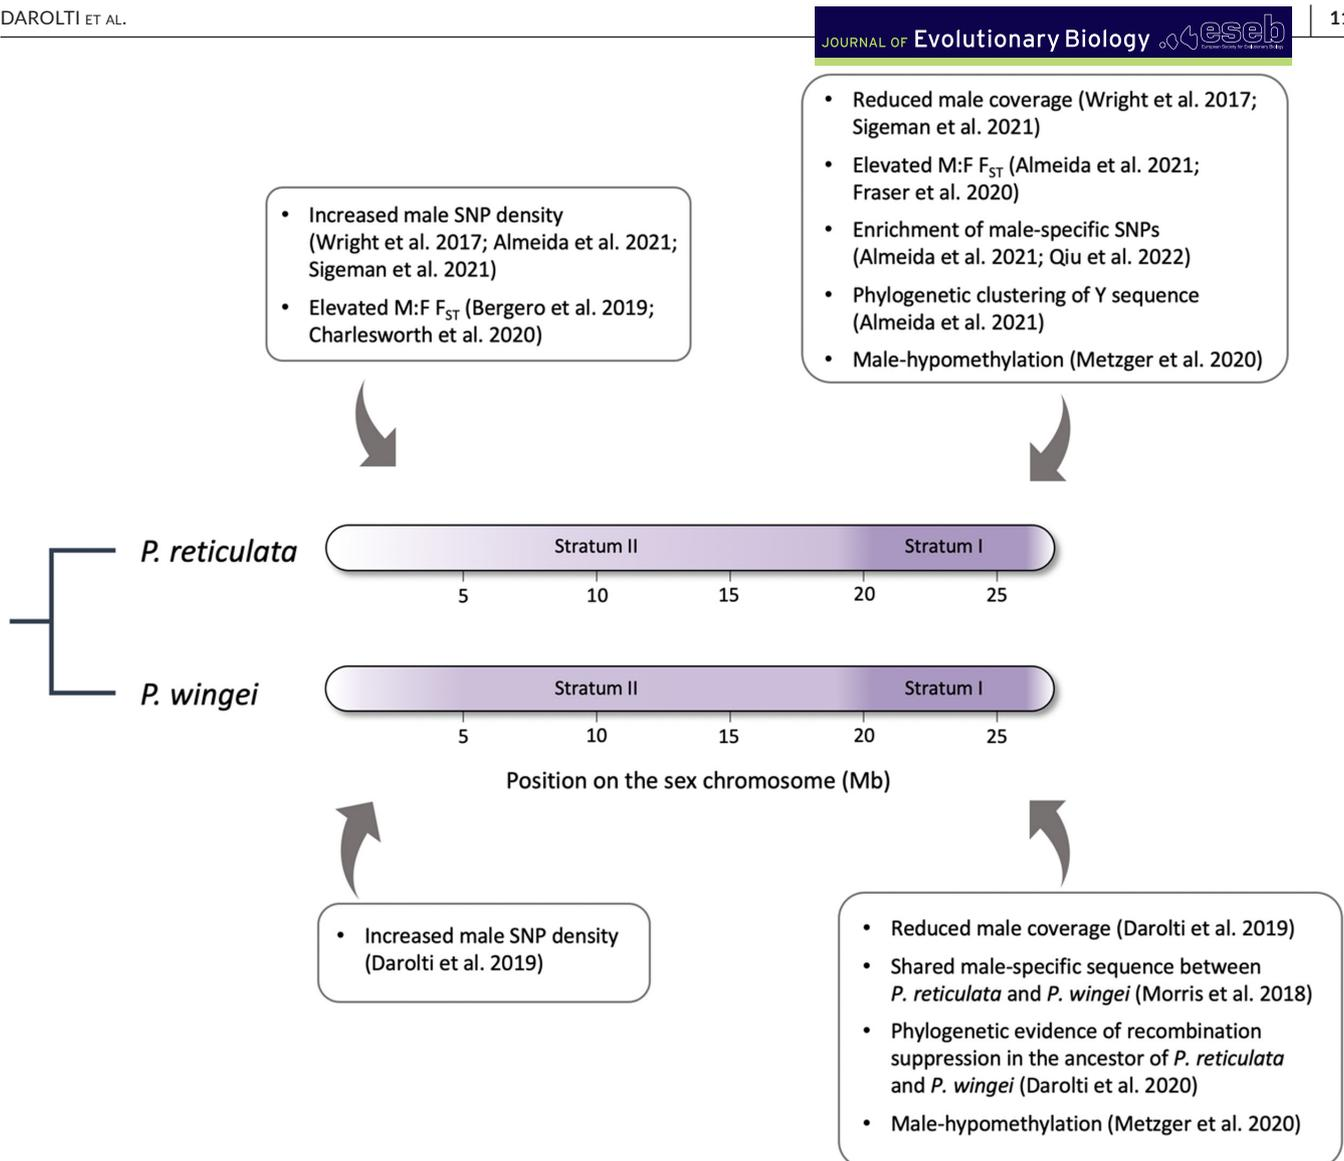 DAROLTI ET AL.
JOURNAL OF Evolutionary Biology eseb
• Reduced male coverage (Wright et al. 2017;
Sigeman et al. 2021)
• Elevated M:F FST (Almeida et al. 2021;
Fraser et al. 2020)
• Enrichment of male-specific SNPs
(Almeida et al. 2021; Qiu et al. 2022)
• Phylogenetic clustering of Y sequence
(Almeida et al. 2021)
• Male-hypomethylation (Metzger et al. 2020)
• Increased male SNP density
(Wright et al. 2017; Almeida et al. 2021;
Sigeman et al. 2021)
• Elevated M:F FST (Bergero et al. 2019;
Charlesworth et al. 2020)
P. reticulata
Stratum II Stratum I
5 10 15 20 25
P. wingei
Stratum II Stratum I
5 10 15 20 25
Position on the sex chromosome (Mb)
• Increased male SNP density
(Darolti et al. 2019)
• Reduced male coverage (Darolti et al. 2019)
• Shared male-specific sequence between
P. reticulata and P. wingei (Morris et al. 2018)
• Phylogenetic evidence of recombination
suppression in the ancestor of P. reticulata
and P. wingei (Darolti et al. 2020)
• Male-hypomethylation (Metzger et al. 2020)